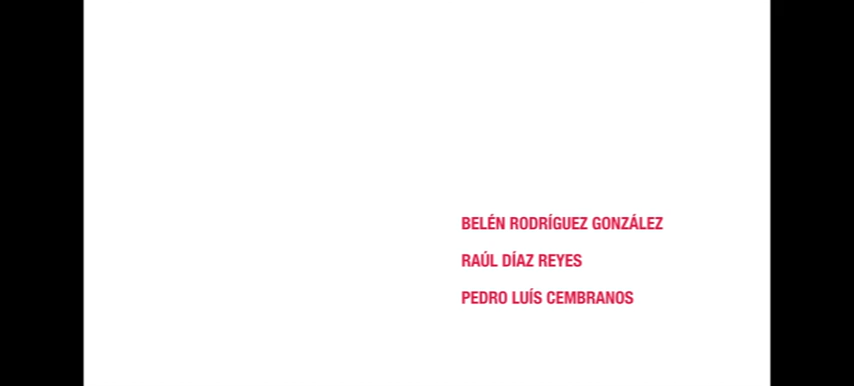 BELÉN RODRÍGUEZ GONZÁLEZ
RAÚL DÍAZ REYES
PEDRO LUÍS CEMBRANOS